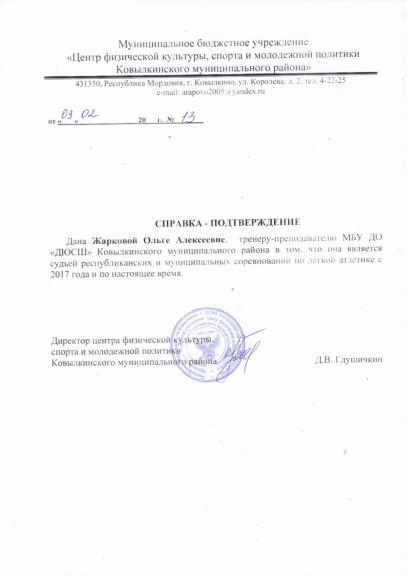 Муниципальное бюджетное учреждение
«Центр физической культуры, спорта и молодежной политики
Ковылкинского муниципального района»
431350, Республика Мордовия, г. Ковылкино, ул. Королева, д. 2, тел. 4-22-25
e-mail: arapovo2005@yandex.ru
от « 03 » 02 20 г. № 13
СПРАВКА - ПОДТВЕРЖДЕНИЕ
Дана Жарковой Ольге Алексеевне, тренеру-преподавателю МБУ ДО
«ДЮСШ» Ковылкинского муниципального района в том, что она является
судьей республиканских и муниципальных соревнований по легкой атлетике с
2017 года и по настоящее время.
Директор центра физической культуры,
спорта и молодежной политики
Ковылкинского муниципального района Д.В. Глушичкин